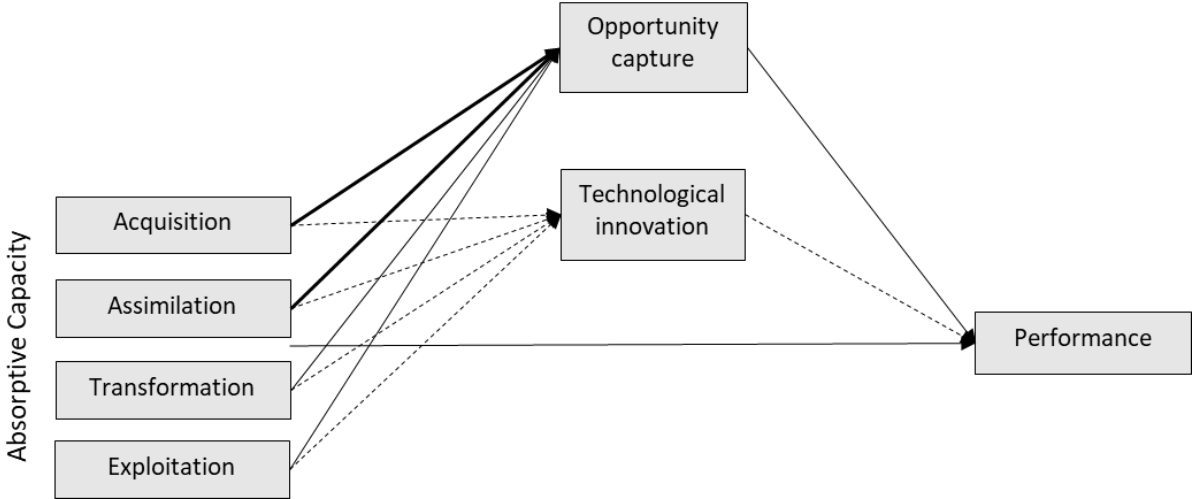 Opportunity
capture
Technological
innovation
Acquisition
Assimilation
Transformation
Exploitation
Absorptive Capacity
Performance